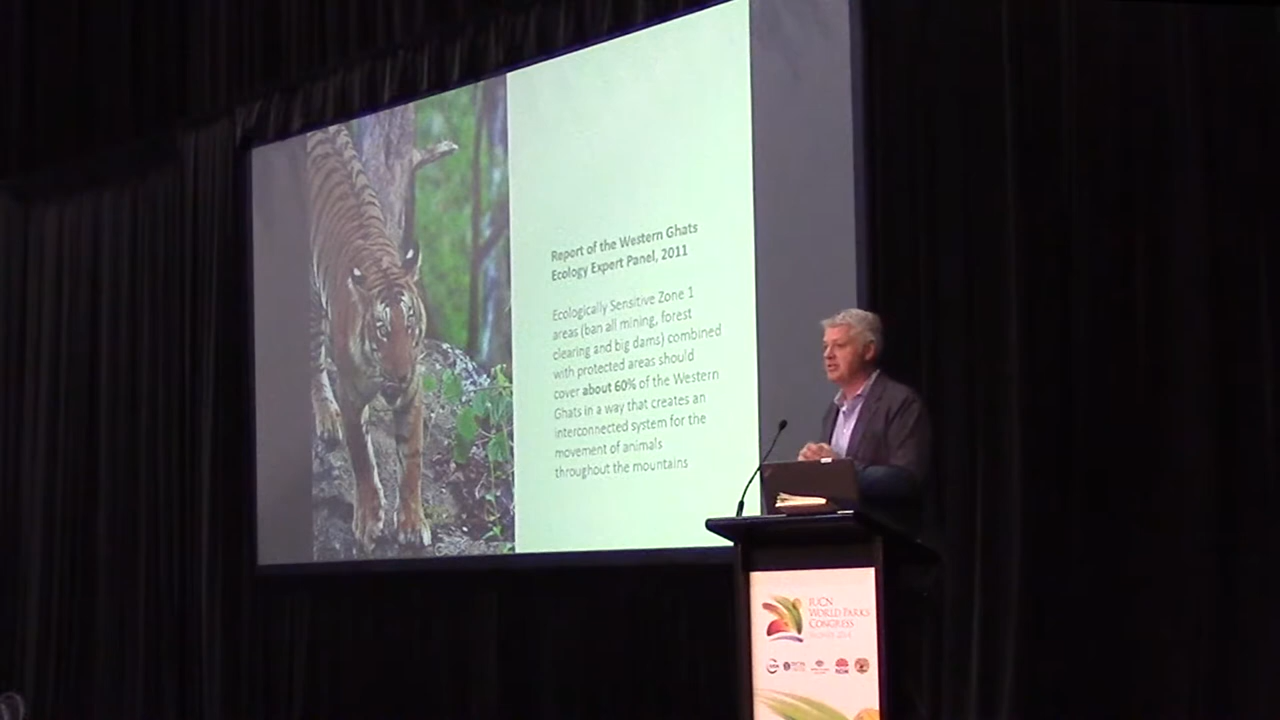 Report of the Western Ghats
Ecology Expert Panel, 2011
Ecologically Sensitive Zone 1
areas (ban all mining, forest
clearing and big dams) combined
with protected areas should
cover about 60% of the Western
Ghats in a way that creates an
interconnected system for the
movement of animals
throughout the mountains
IUCN
WORLD PARKS
CONGRESS
NSW